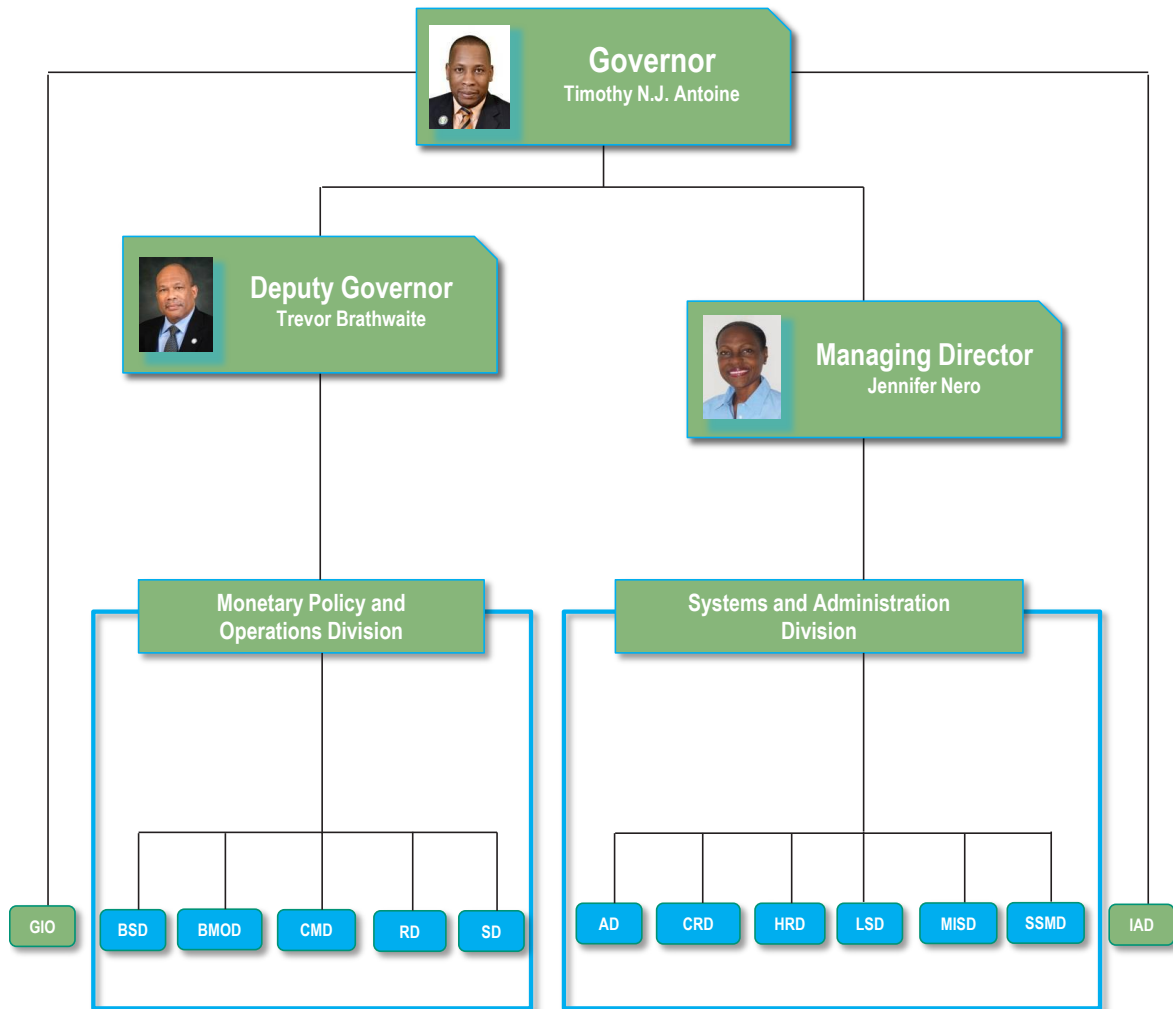 Governor
Timothy N.J. Antoine
Deputy Governor
Trevor Brathwaite
Managing Director
Jennifer Nero
Monetary Policy and
Operations Division
Systems and Administration
Division
GIO
BSD
BMOD
CMD
RD
SD
AD
CRD
HRD
LSD
MISD
SSMD
IAD